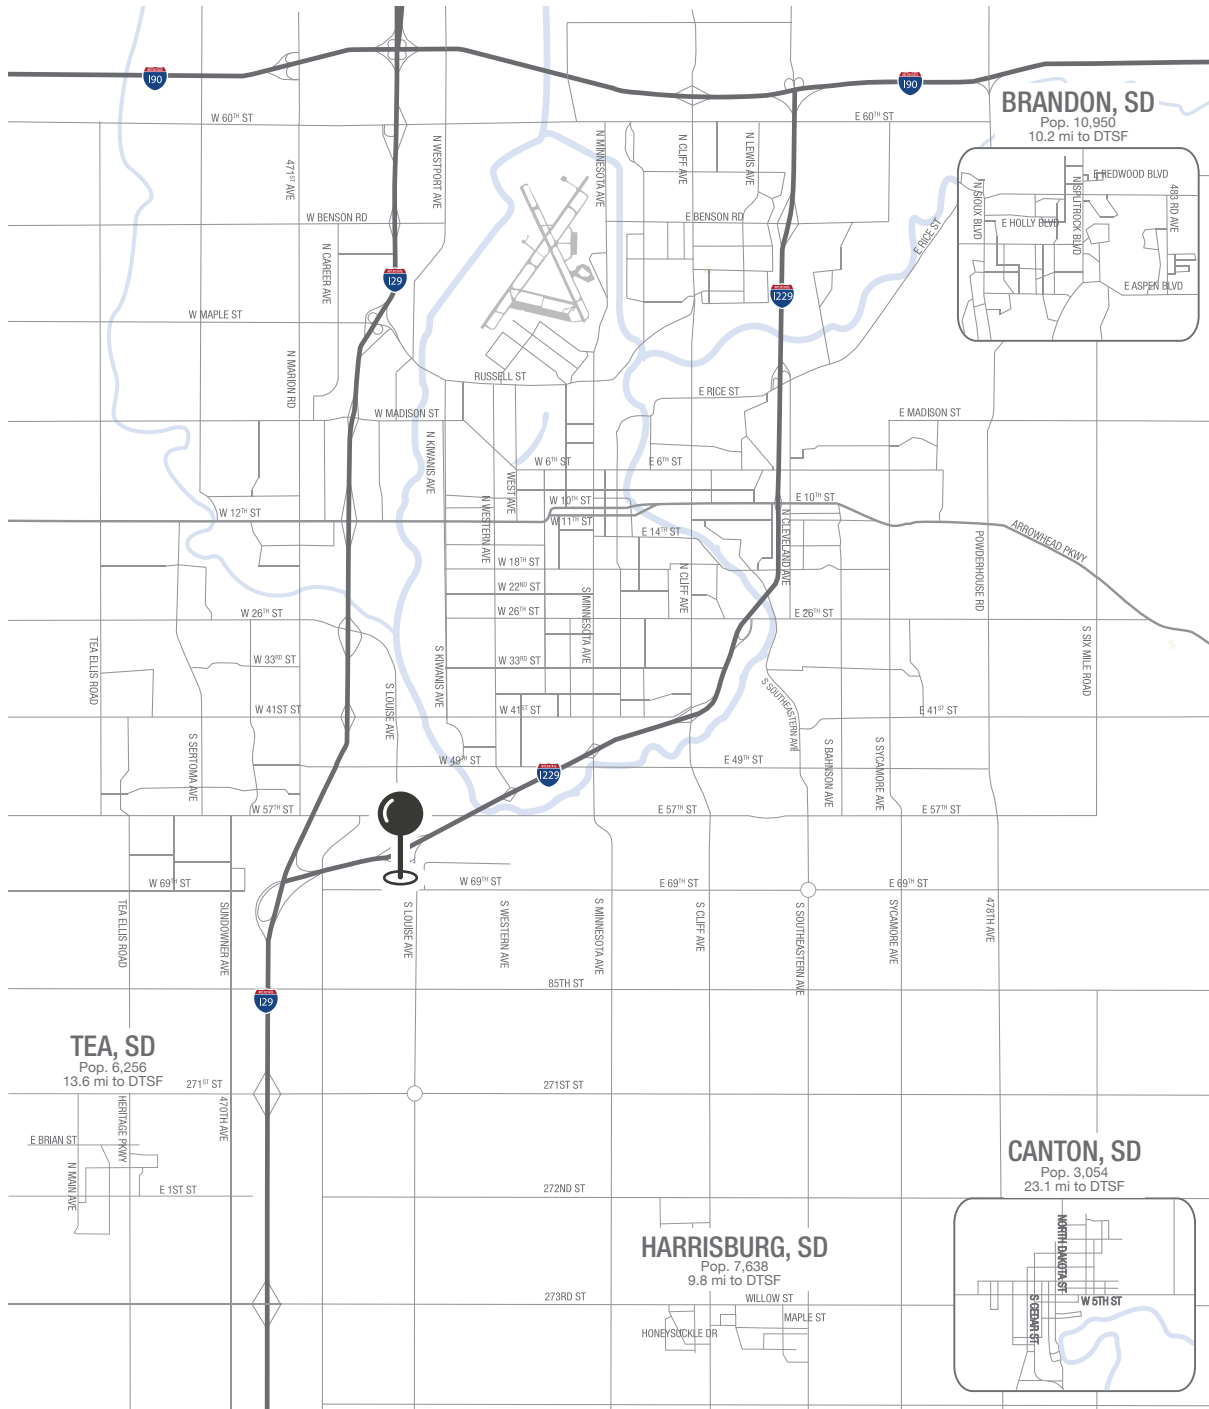 I90
I90
BRANDON, SD
Pop. 10,950
10.2 mi to DTSF
W 60TH ST
E 60TH ST
N WESTPORT AVE
N MINNESOTA AVE
N CLIFF AVE
N LEWIS AVE
471ST AVE
E REDWOOD BLVD
N SIOUX BLVD
N SPLITROCK BLVD
483 RD AVE
E HOLLY BLVD
E ASPEN BLVD
W BENSON RD
E BENSON RD
E RICE ST
N CAREER AVE
I29
I229
W MAPLE ST
N MARION RD
RUSSELL ST
E RICE ST
W MADISON ST
E MADISON ST
N KIWANIS AVE
W 6TH ST
E 6TH ST
WEST AVE
W 10TH ST
E 10TH ST
W 12TH ST
N WESTERN AVE
W 11TH ST
E 14TH ST
N CLEVELAND AVE
ARROWHEAD PKWY
POWDERHOUSE RD
W 18TH ST
N CLIFF AVE
W 22ND ST
S MINNESOTA AVE
W 26TH ST
W 26TH ST
E 26TH ST
TEA ELLIS ROAD
S SIX MILE ROAD
W 33RD ST
W 33RD ST
S KIWANIS AVE
S LOUISE AVE
S SOUTHEASTERN AVE
W 41ST ST
W 41ST ST
E 41ST ST
S SERTOMA AVE
S BAHNSON AVE
S SYCAMORE AVE
W 49TH ST
E 49TH ST
I229
W 57TH ST
E 57TH ST
E 57TH ST
W 69TH ST
W 69TH ST
E 69TH ST
E 69TH ST
TEA ELLIS ROAD
SUNDOWNER AVE
S LOUISE AVE
S WESTERN AVE
S MINNESOTA AVE
S CLIFF AVE
S SOUTHEASTERN AVE
SYCAMORE AVE
478TH AVE
85TH ST
I29
TEA, SD
Pop. 6,256
13.6 mi to DTSF
271ST ST
271ST ST
HERITAGE PKWY
470TH AVE
E BRIAN ST
N MAIN AVE
E 1ST ST
272ND ST
CANTON, SD
Pop. 3,054
23.1 mi to DTSF
NORTH DAKOTA ST
W 5TH ST
S CEDAR ST
HARRISBURG, SD
Pop. 7,638
9.8 mi to DTSF
273RD ST
WILLOW ST
MAPLE ST
HONEYSUCKLE DR